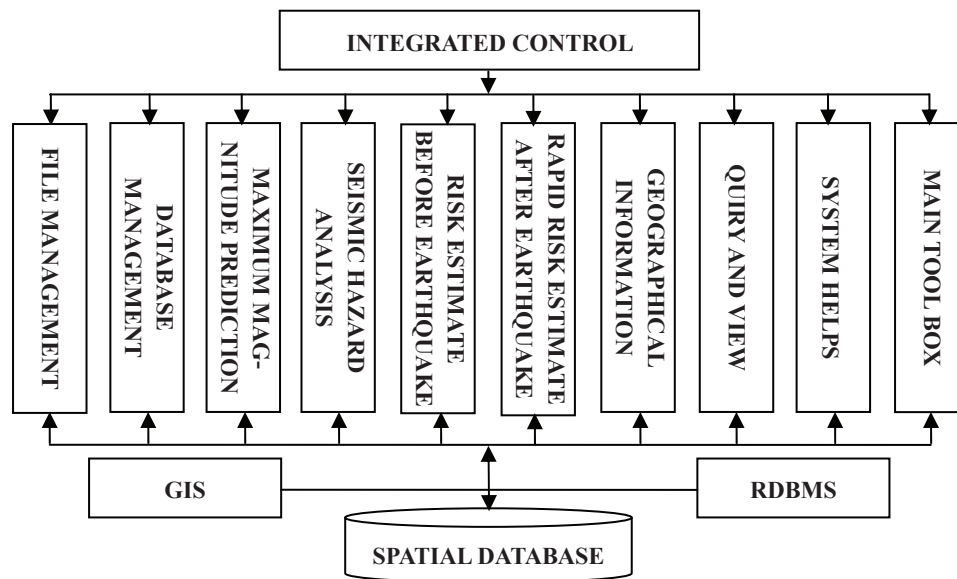 INTEGRATED CONTROL
FILE MANAGEMENT
DATABASE
MANAGEMENT
MAXIMUM MAG-
NITUDE PREDICTION
SEISMIC HAZARD
ANALYSIS
RISK ESTIMATE
BEFORE EARTHQUAKE
RAPID RISK ESTIMATE
AFTER EARTHQUAKE
GEOGRAPHICAL
INFORMATION
QUIRY AND VIEW
SYSTEM HELPS
MAIN TOOL BOX
GIS
RDBMS
SPATIAL DATABASE